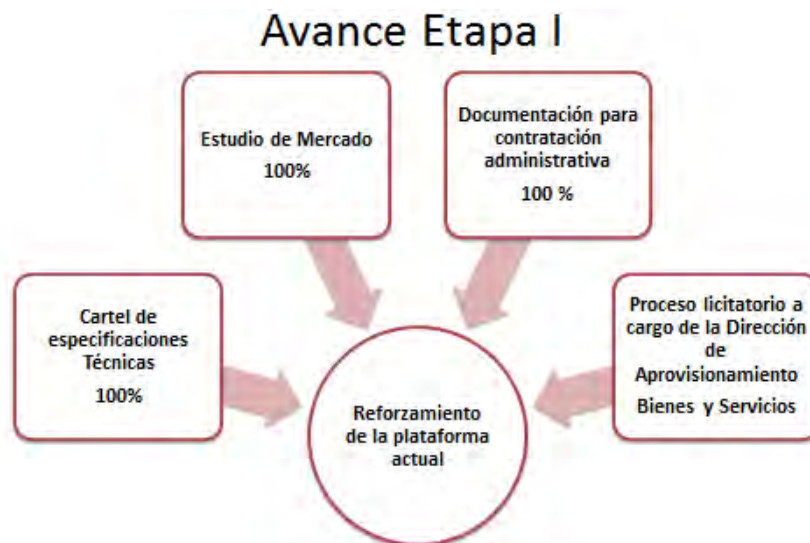 Avance Etapa I
Estudio de Mercado
100%
Documentación para
contratación
administrativa
100 %
Cartel de
especificaciones
Técnicas
100%
Proceso licitatorio a
cargo de la Dirección
de
Aprovisionamiento
Bienes y Servicios
Reforzamiento
de la plataforma
actual